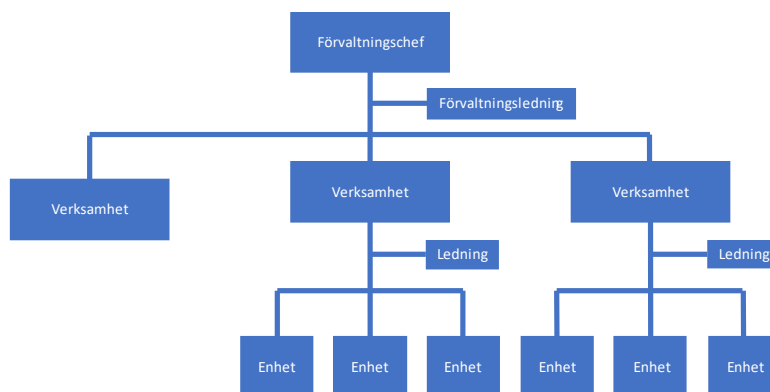 Förvaltningschef
Förvaltningsledning
Verksamhet
Verksamhet
Verksamhet
Ledning
Ledning
Enhet
Enhet
Enhet
Enhet
Enhet
Enhet